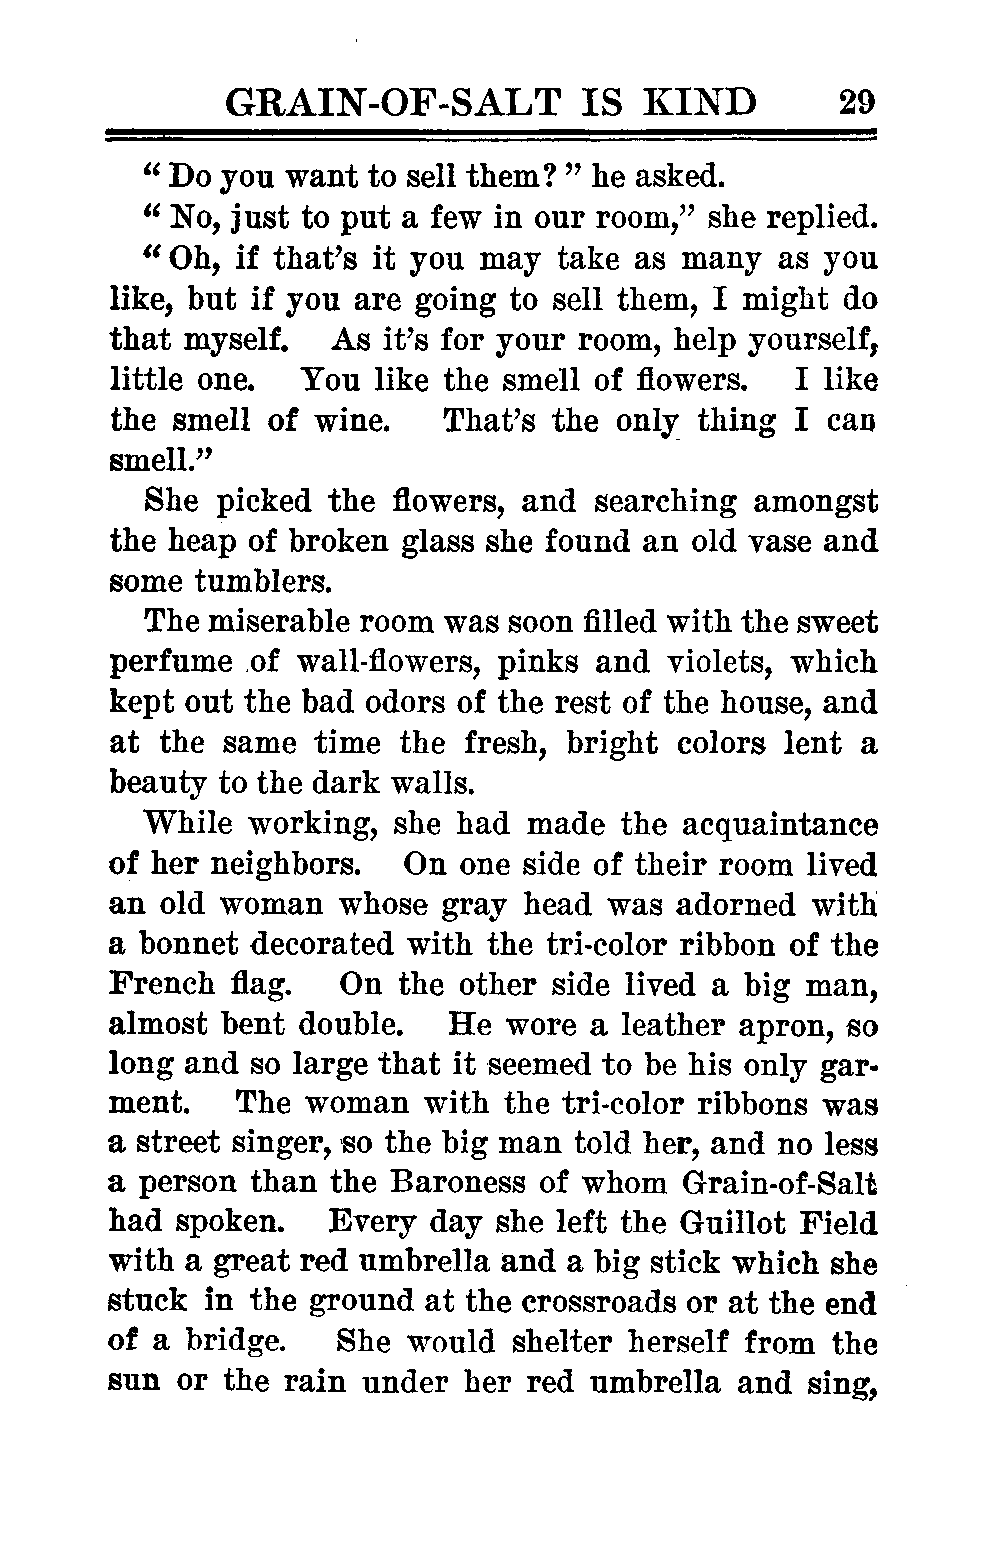 GRAIN-OF-SALT IS KIND 29
“ Do you want to sell them? ” he asked.
“ No, just to put a few in our room,” she replied.
“ Oh, if that’s it you may take as many as you
like, but if you are going to sell them, I might do
that myself. As it’s for your room, help yourself,
little one. You like the smell of flowers. I like
the smell of wine. That’s the only thing I can
smell.”
She picked the flowers, and searching amongst
the heap of broken glass she found an old vase and
some tumblers.
The miserable room was soon filled with the sweet
perfume of wall-flowers, pinks and violets, which
kept out the bad odors of the rest of the house, and
at the same time the fresh, bright colors lent a
beauty to the dark walls.
While working, she had made the acquaintance
of her neighbors. On one side of their room lived
an old woman whose gray head was adorned with
a bonnet decorated with the tri-color ribbon of the
French flag. On the other side lived a big man,
almost bent double. He wore a leather apron, so
long and so large that it seemed to be his only gar-
ment. The woman with the tri-color ribbons was
a street singer, so the big man told her, and no less
a person than the Baroness of whom Grain-of-Salt
had spoken. Every day she left the Guillot Field
with a great red umbrella and a big stick which she
stuck in the ground at the crossroads or at the end
of a bridge. She would shelter herself from the
sun or the rain under her red umbrella and sing,